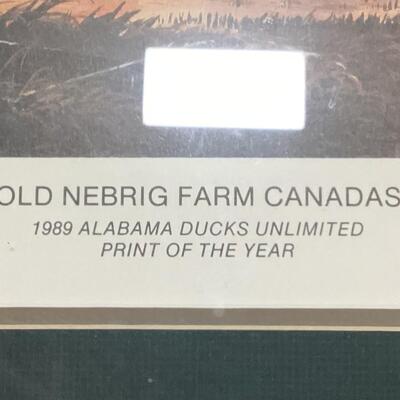 OLD NEBRIG FARM CANADAS
1989 ALABAMA DUCKS UNLIMITED
PRINT OF THE YEAR